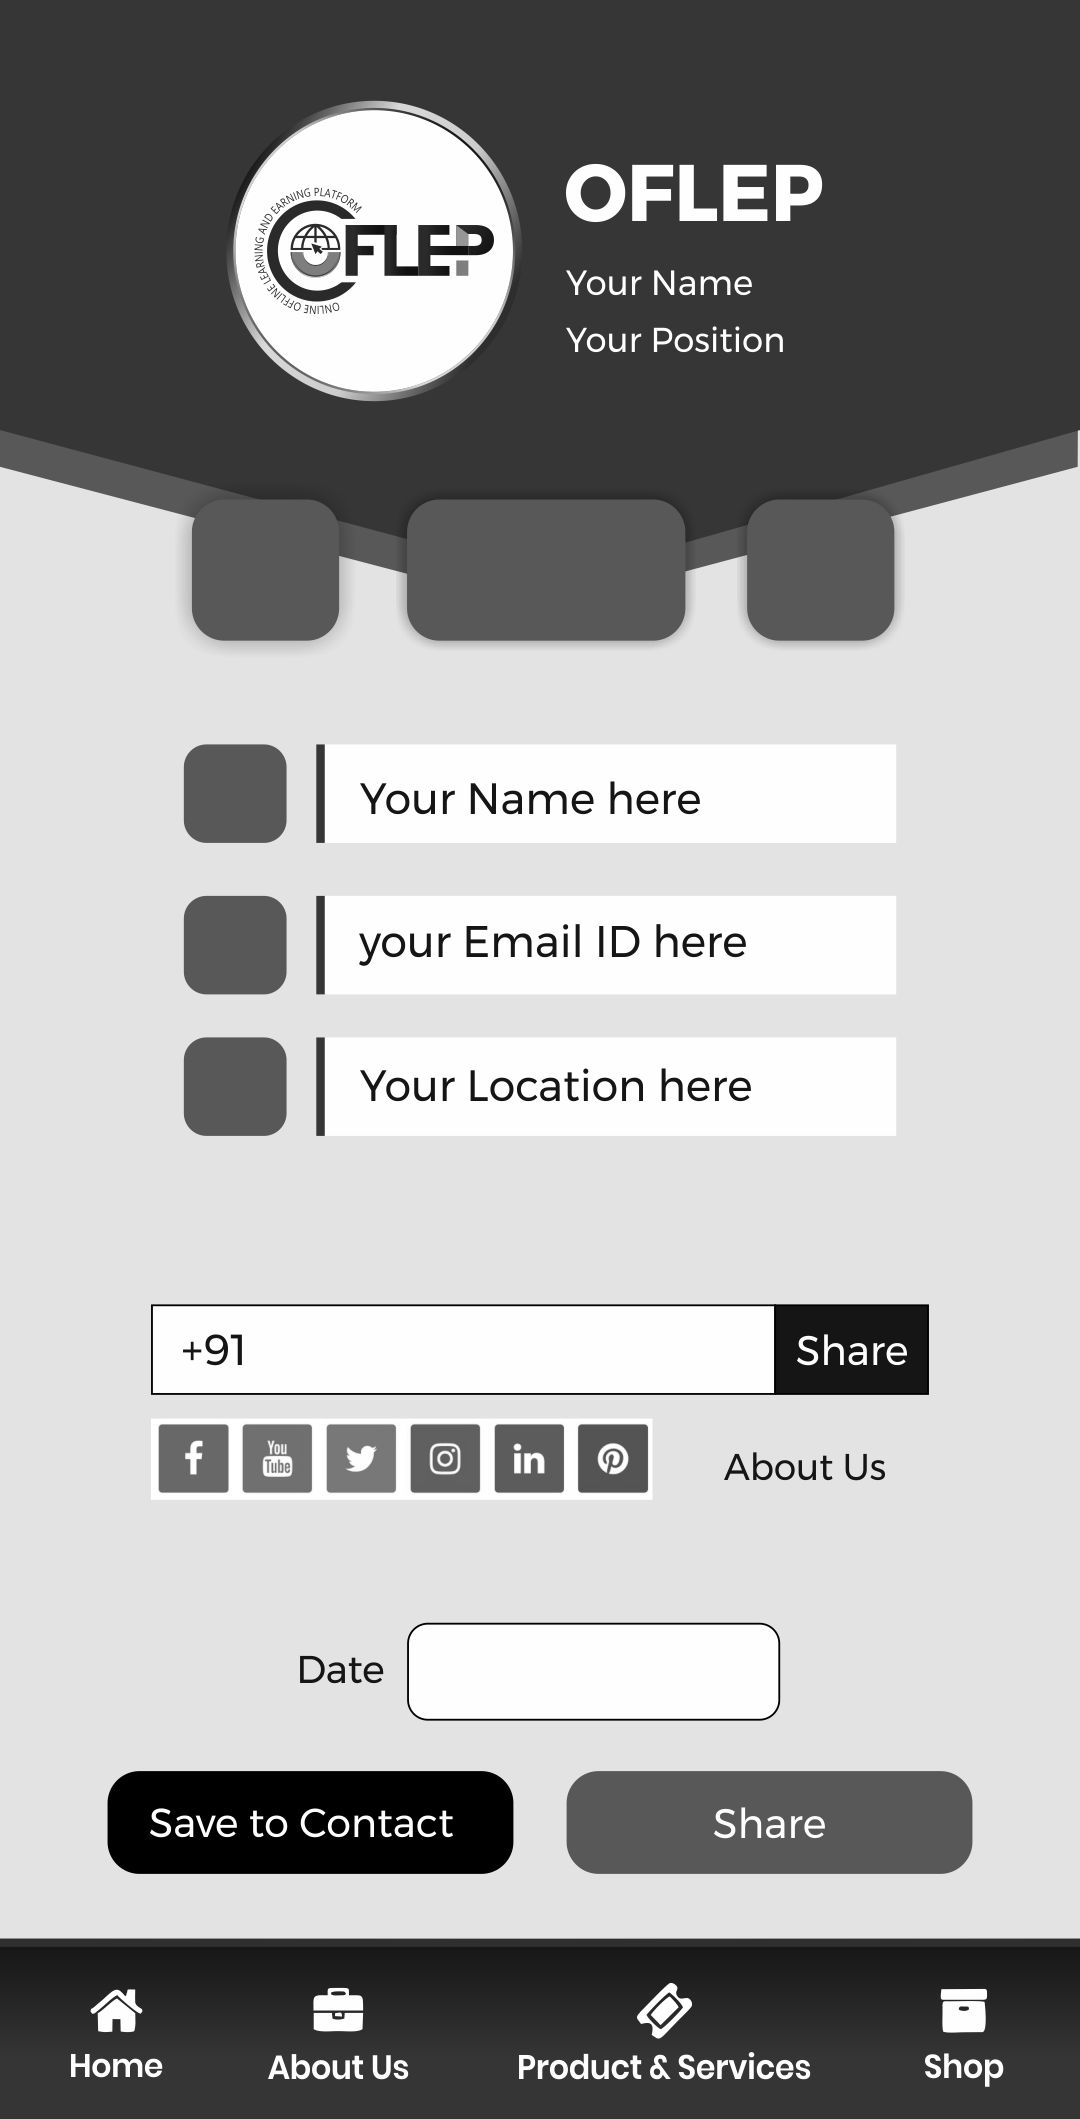 ONLINE OFFLINE LEARNING AND EARNING PLATFORM
OFLEP
OFLEP
Your Name
Your Position
Your Name here
your Email ID here
Your Location here
+91
Share
You
Tube
in
About Us
Date
Save to Contact
Share
Home
About Us
Product & Services
Shop